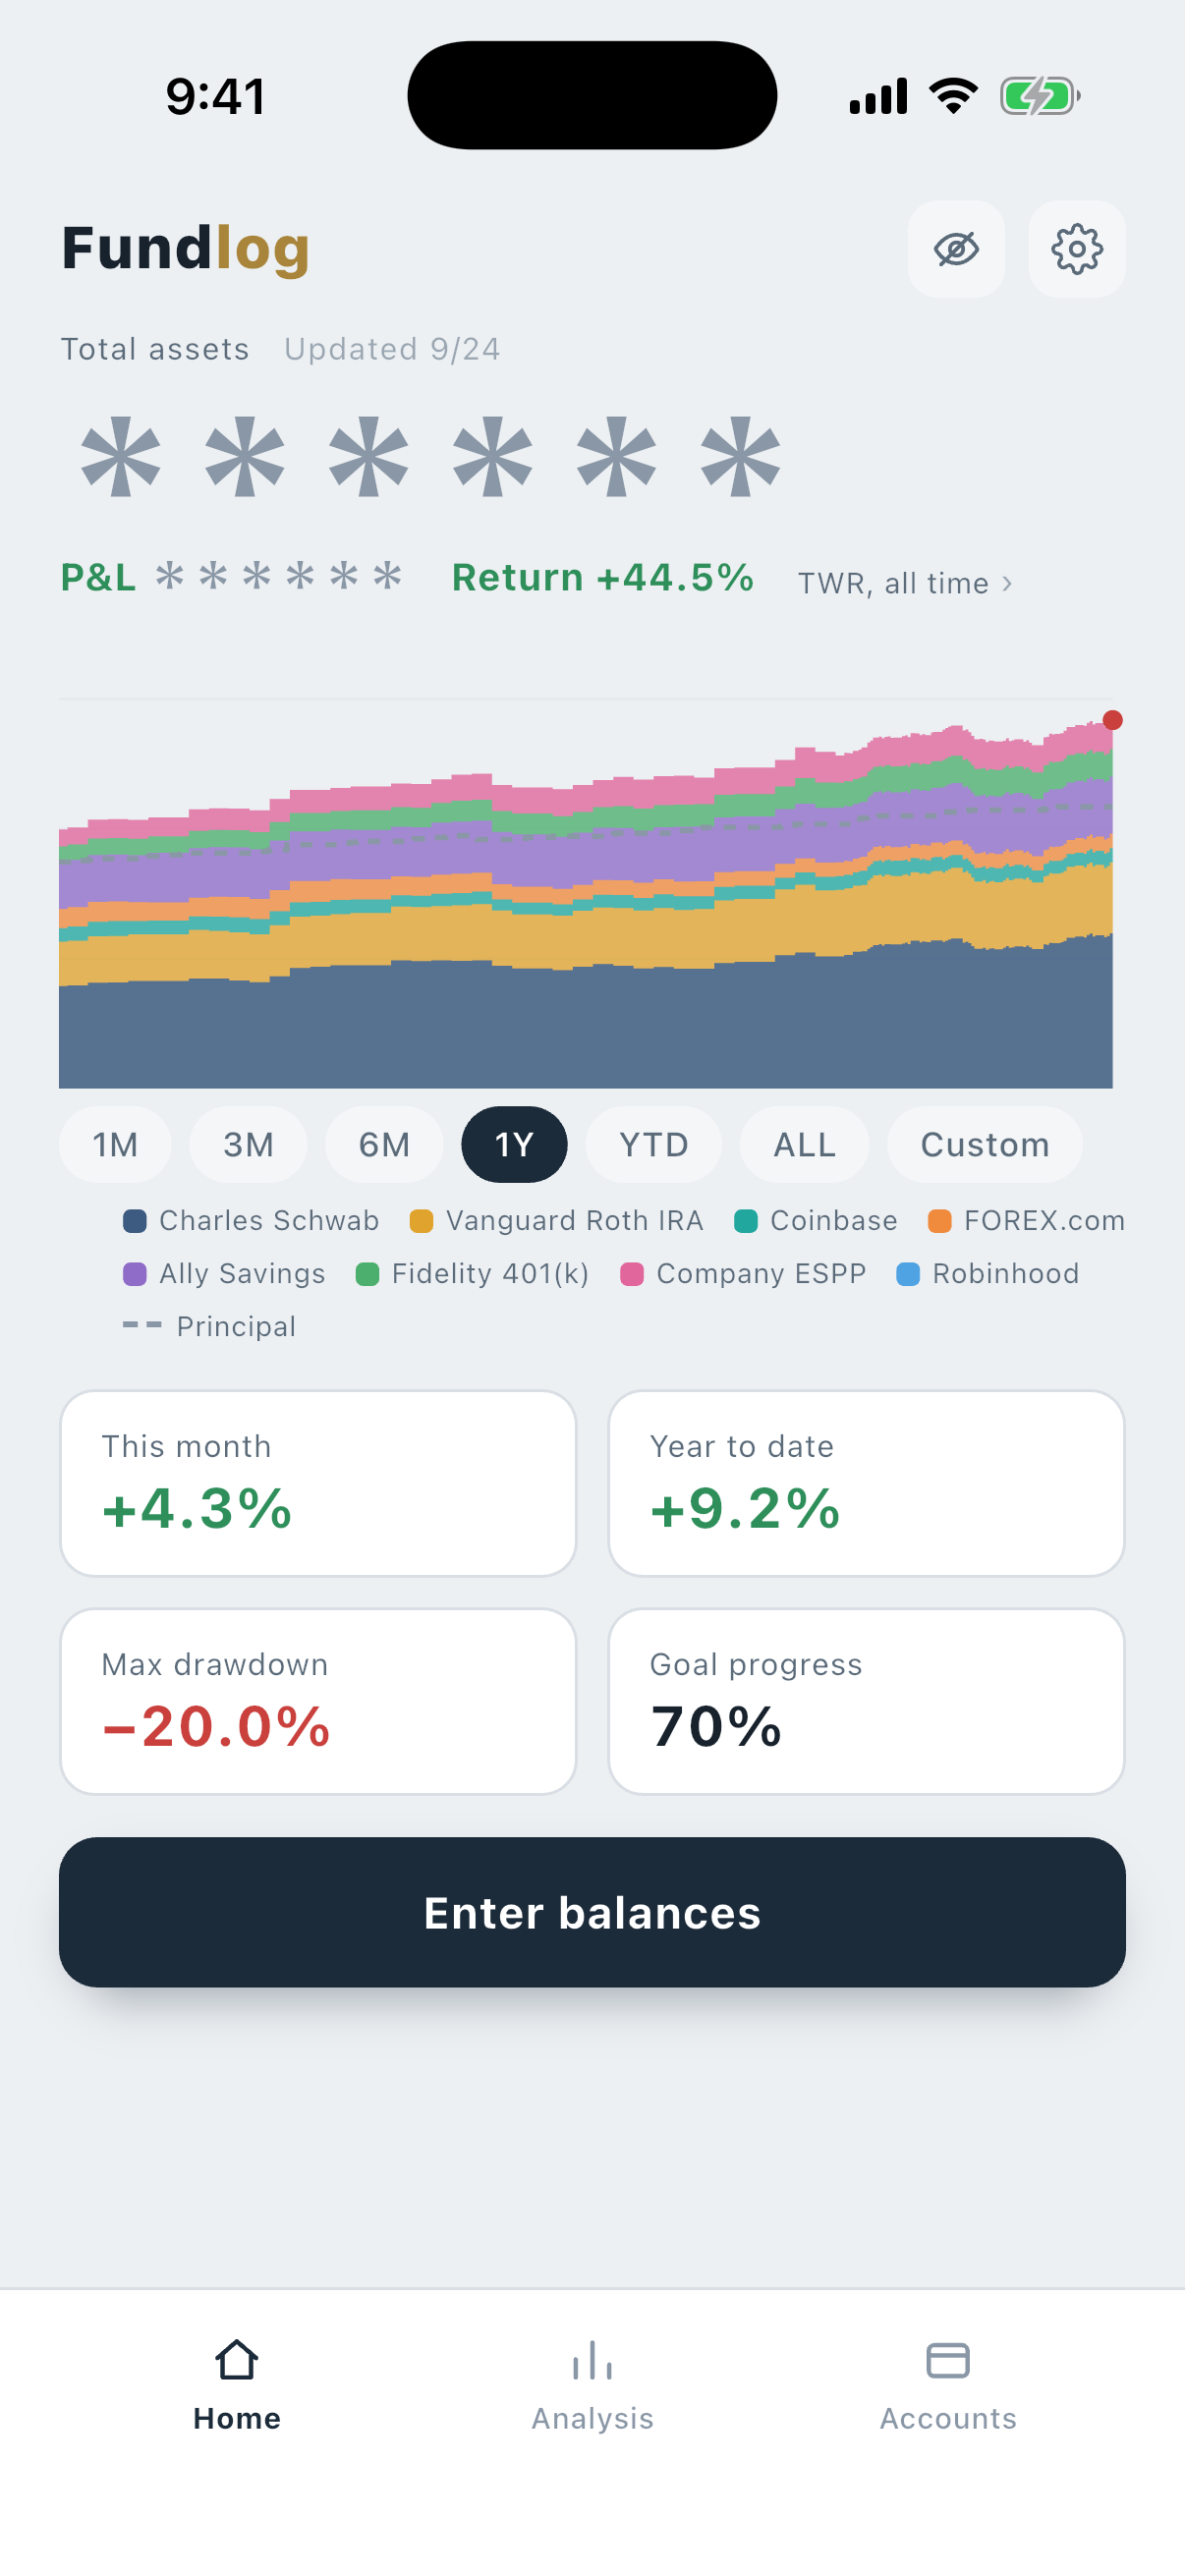 9:41
Fundlog
Total assets Updated 9/24
******
P&L ****** Return +44.5% TWR, all time ›
1M 3M 6M 1Y YTD ALL Custom
Charles Schwab Vanguard Roth IRA Coinbase FOREX.com
Ally Savings Fidelity 401(k) Company ESPP Robinhood
Principal
This month Year to date
+4.3% +9.2%
Max drawdown Goal progress
−20.0% 70%
Enter balances
Home Analysis Accounts